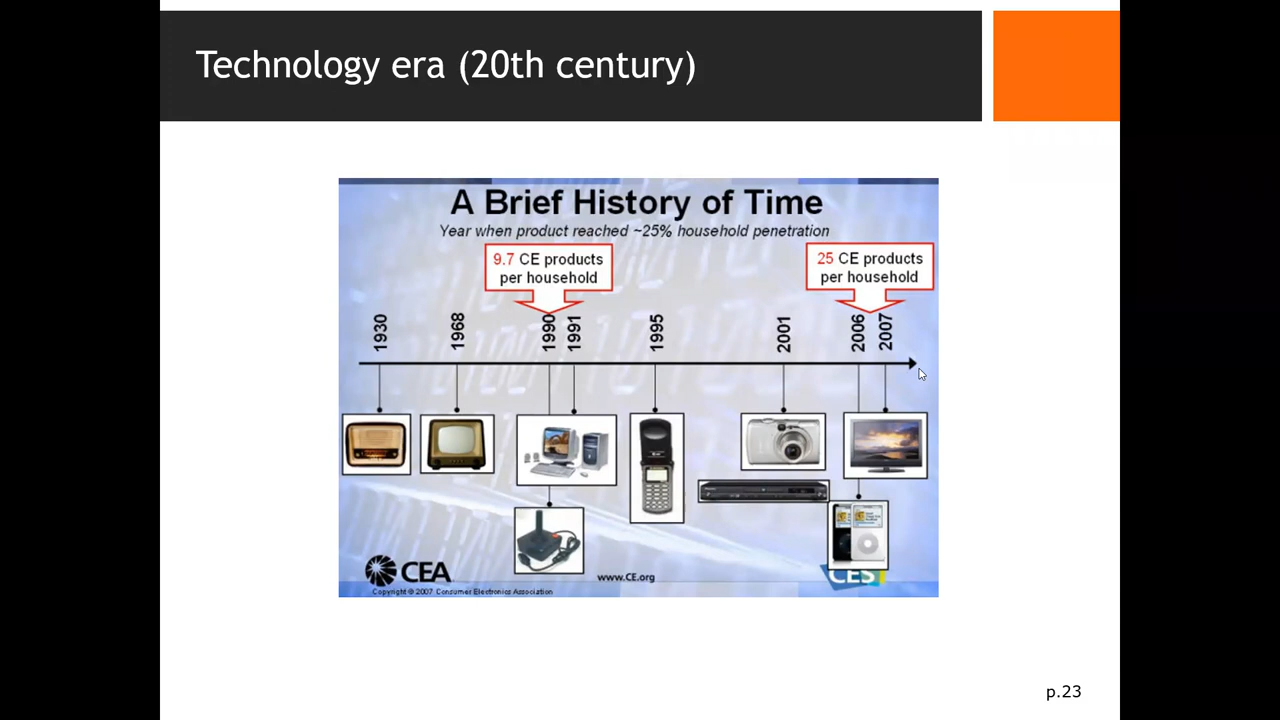 Technology era (20th century)
A Brief History of Time
Year when product reached ~25% household penetration
9.7 CE products
per household
25 CE products
per household
1930
1968
1990
1991
1995
2001
2006
2007
CEA
www.CE.org
CES
Copyright © 2007 Consumer Electronics Association
p.23